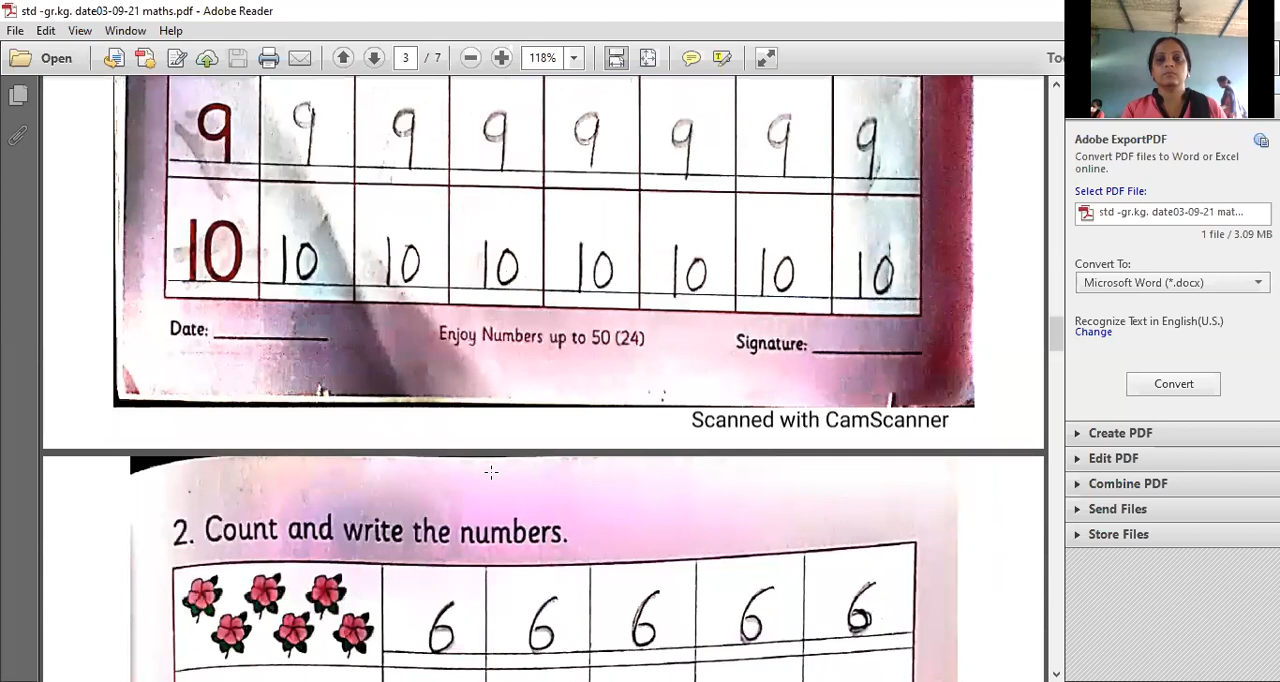 std -gr.kg. date03-09-21 maths.pdf - Adobe Reader
File Edit View Window Help
Open 3 / 7 118%
9 9 9 9 9 9 9 9
10 10 10 10 10 10 10 10
Date: Enjoy Numbers up to 50 (24) Signature:
Scanned with CamScanner
2. Count and write the numbers.
6 6 6 6 6
Adobe ExportPDF
Convert PDF files to Word or Excel
online.
Select PDF File:
std -gr.kg. date03-09-21 mat...
1 file / 3.09 MB
Convert To:
Microsoft Word (*.docx)
Recognize Text in English(U.S.)
Change
Convert
Create PDF
Edit PDF
Combine PDF
Send Files
Store Files